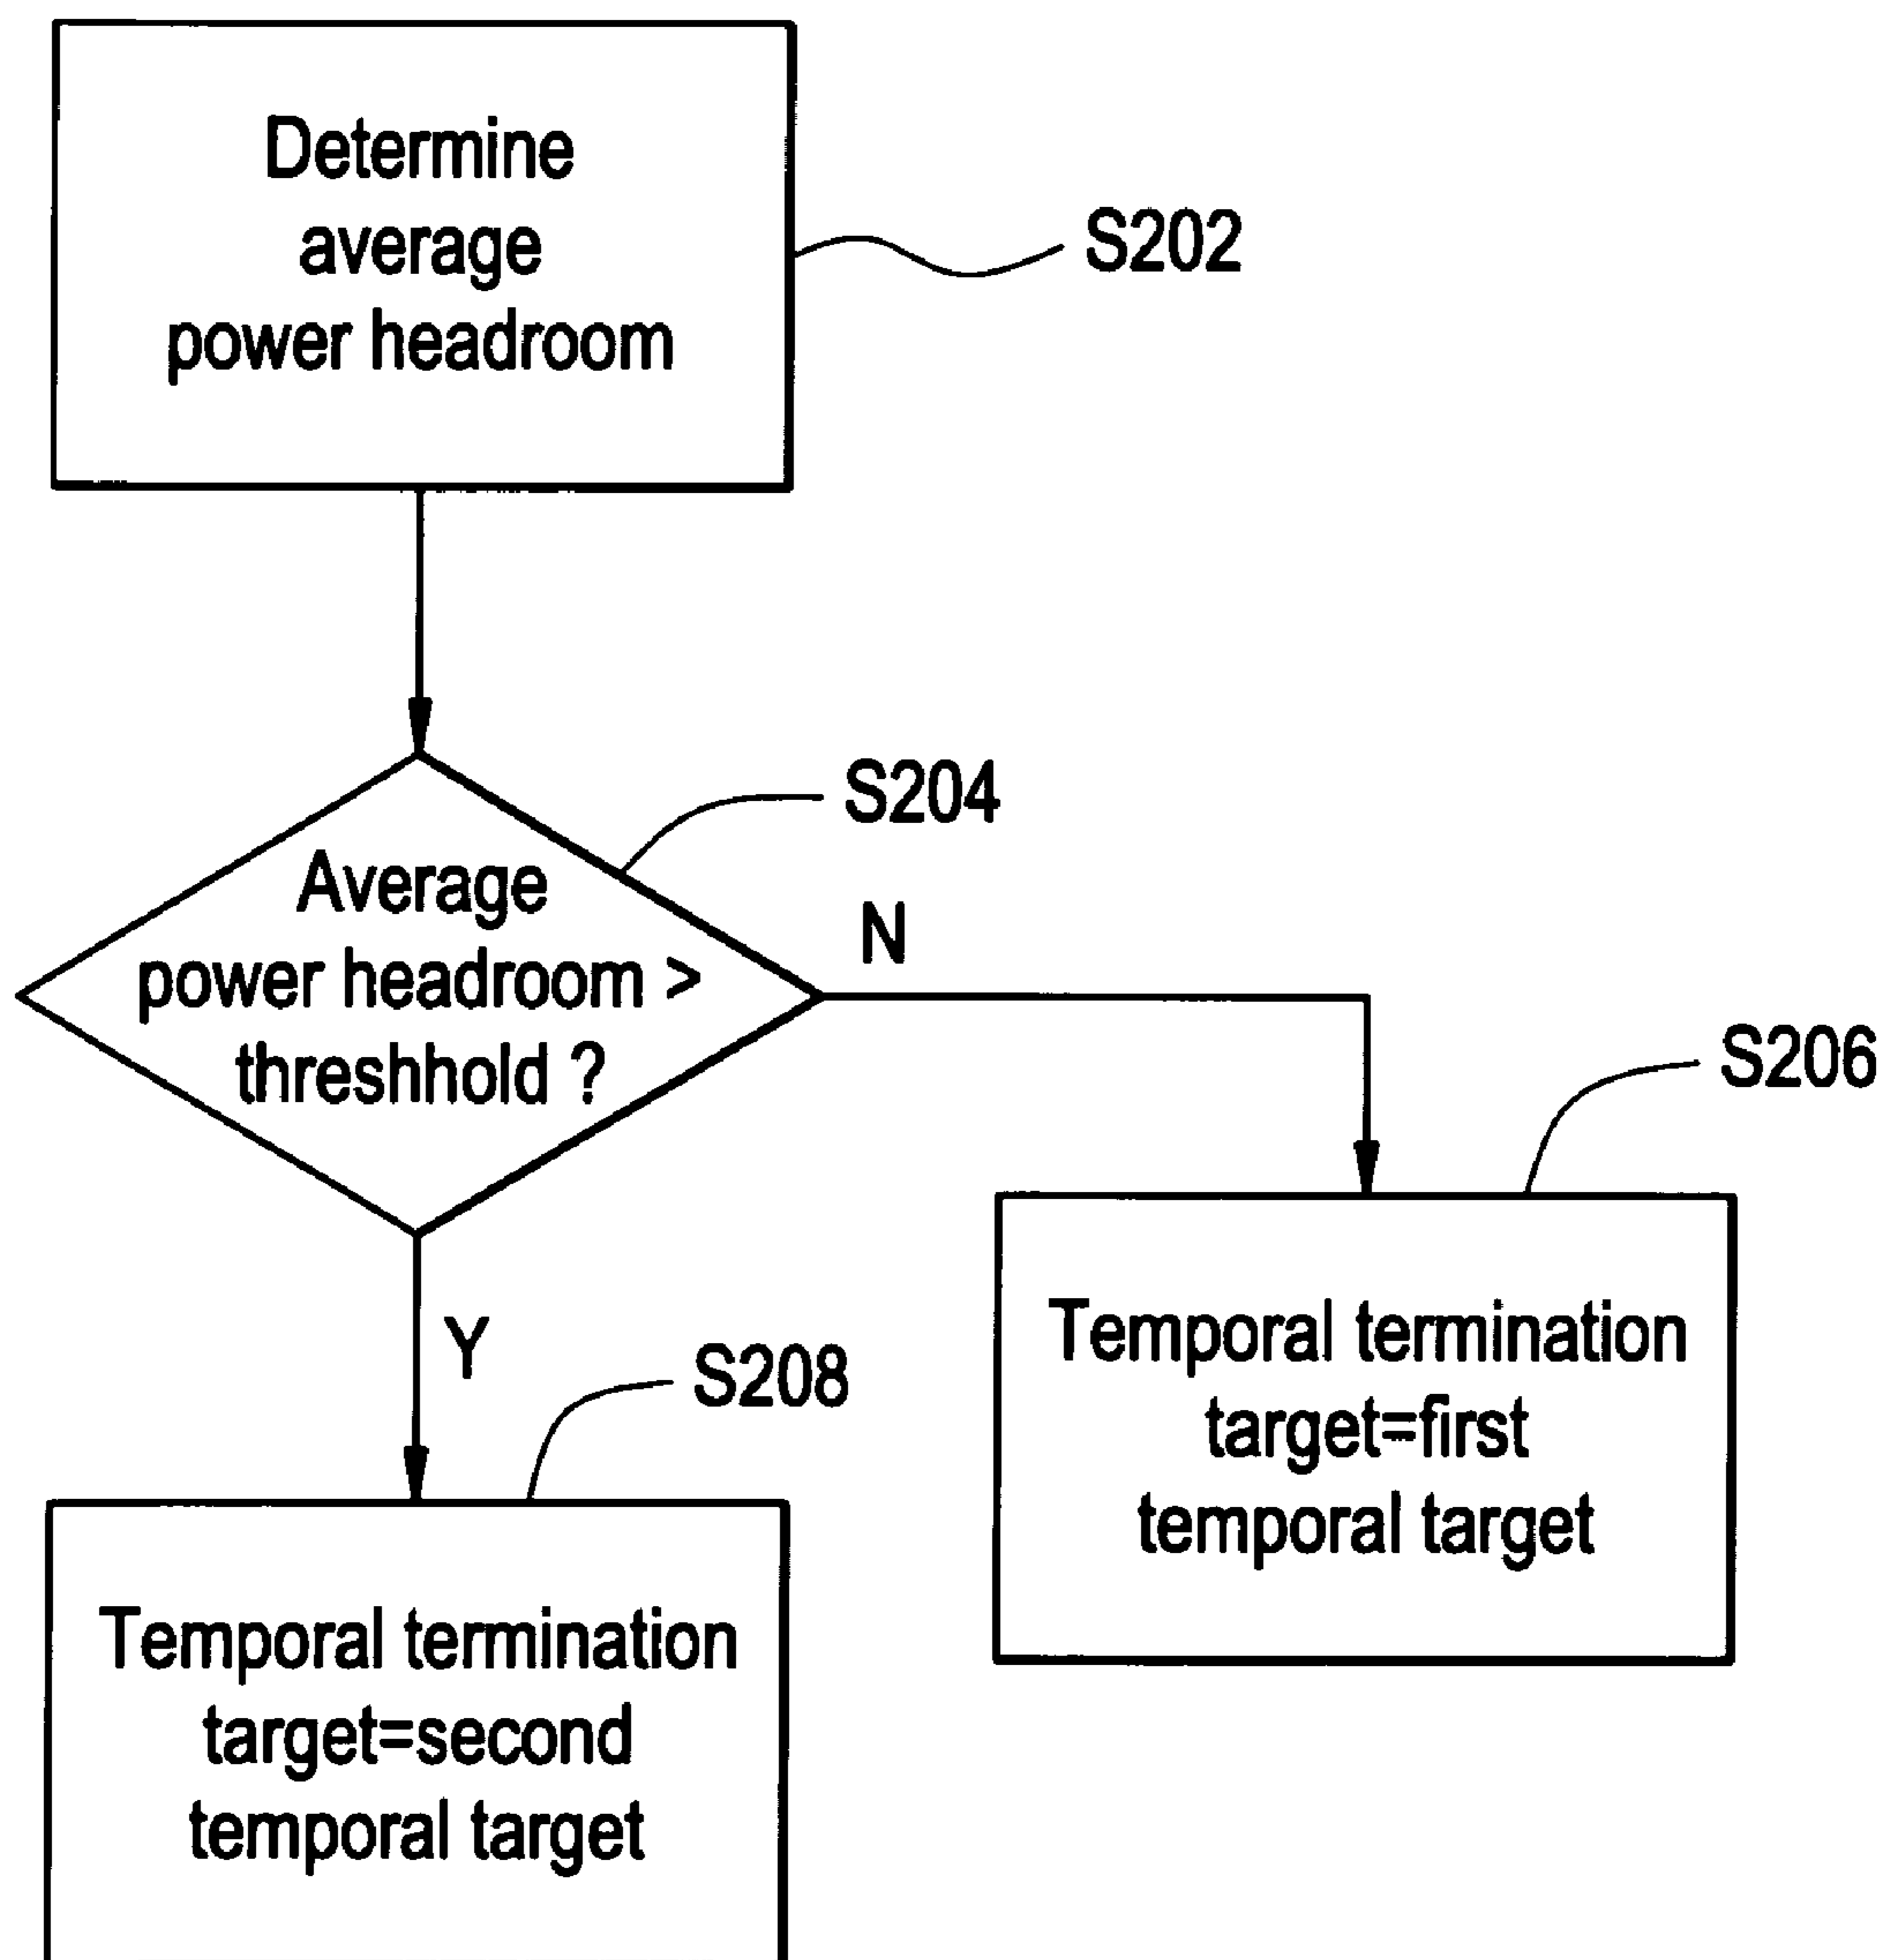 Determine
average
power headroom
S202
S204
Average
power headroom >
threshhold ?
N
S206
Temporal termination
target=first
temporal target
Y
S208
Temporal termination
target=second
temporal target